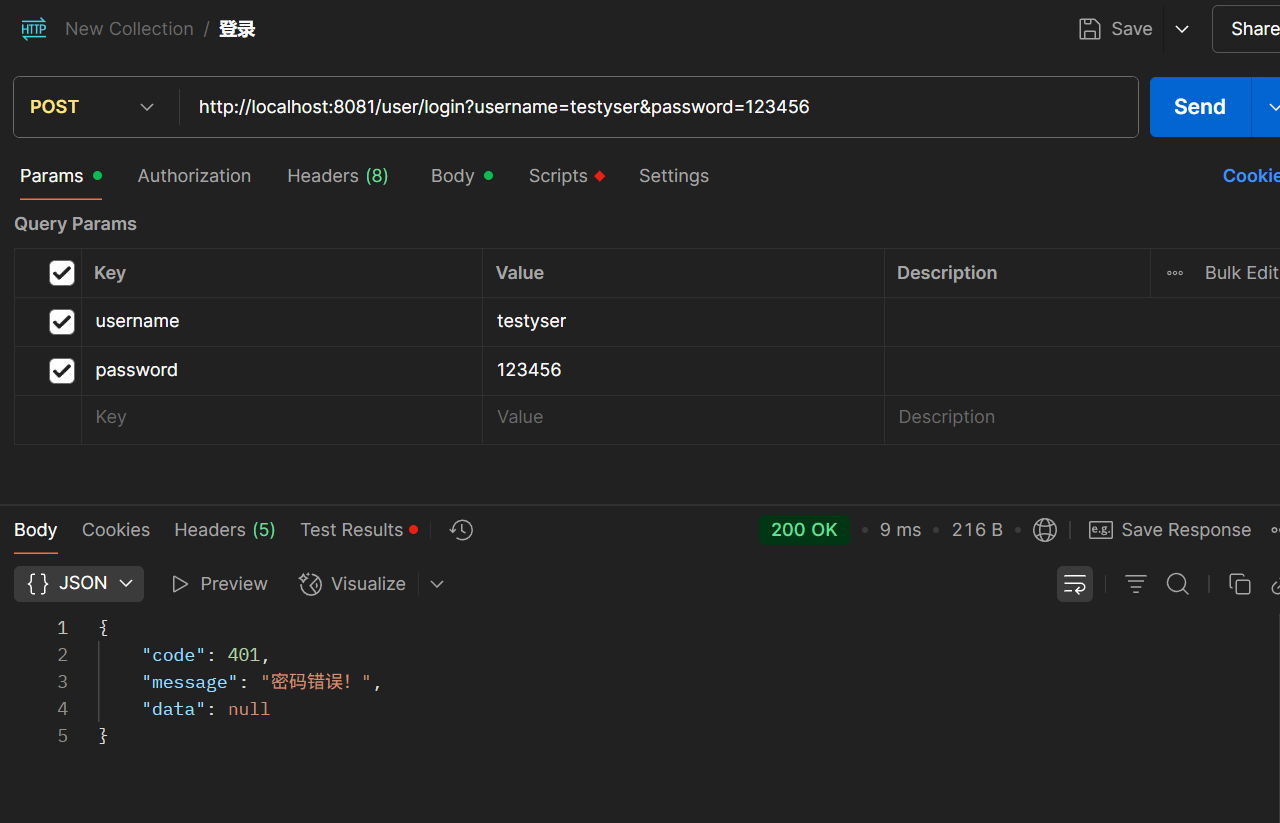 HTTP New Collection / 登录 Save Share
POST http://localhost:8081/user/login?username=testyser&password=123456 Send
Params Authorization Headers (8) Body Scripts Settings Cookie
Query Params
Key Value Description Bulk Edit
username testyser
password 123456
Key Value Description
Body Cookies Headers (5) Test Results 200 OK 9 ms 216 B e.g. Save Response
{} JSON Preview Visualize
1 {
2 "code": 401,
3 "message": "密码错误！",
4 "data": null
5 }